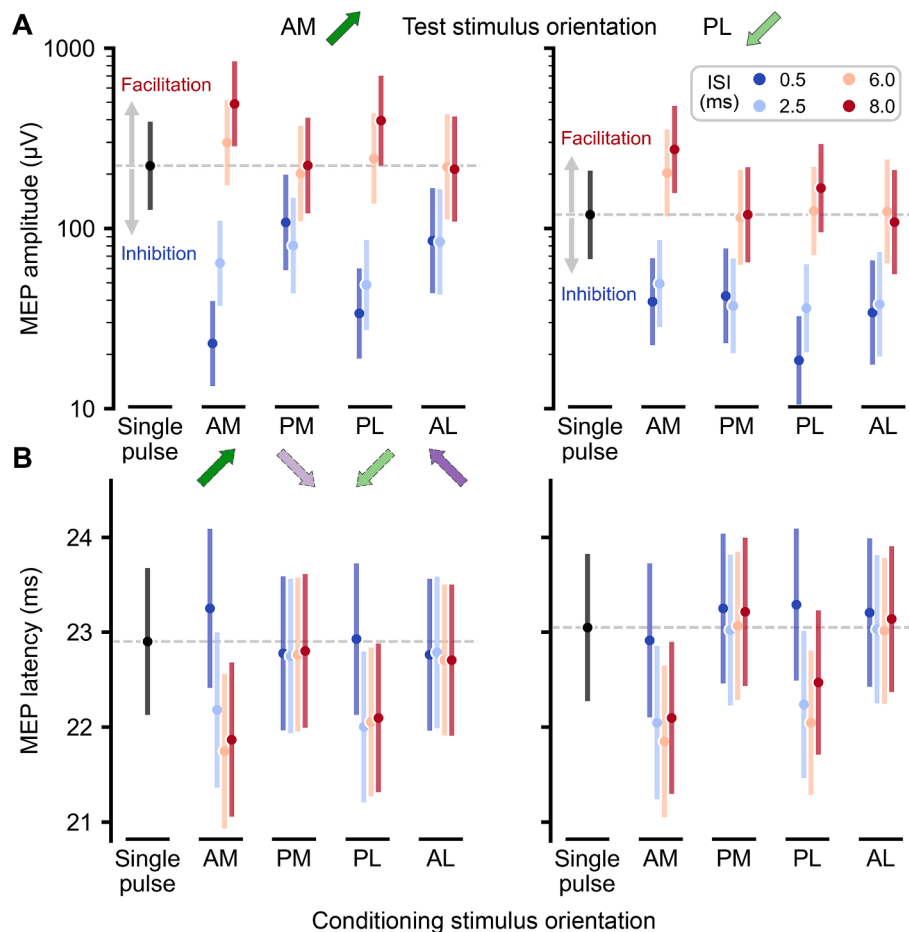 A
AM
Test stimulus orientation
PL
MEP amplitude (µV)
1000
100
10
Facilitation
Inhibition
Facilitation
Inhibition
ISI
(ms)
0.5
6.0
2.5
8.0
Single
pulse
AM
PM
PL
AL
Single
pulse
AM
PM
PL
AL
B
MEP latency (ms)
24
23
22
21
Single
pulse
AM
PM
PL
AL
Single
pulse
AM
PM
PL
AL
Conditioning stimulus orientation